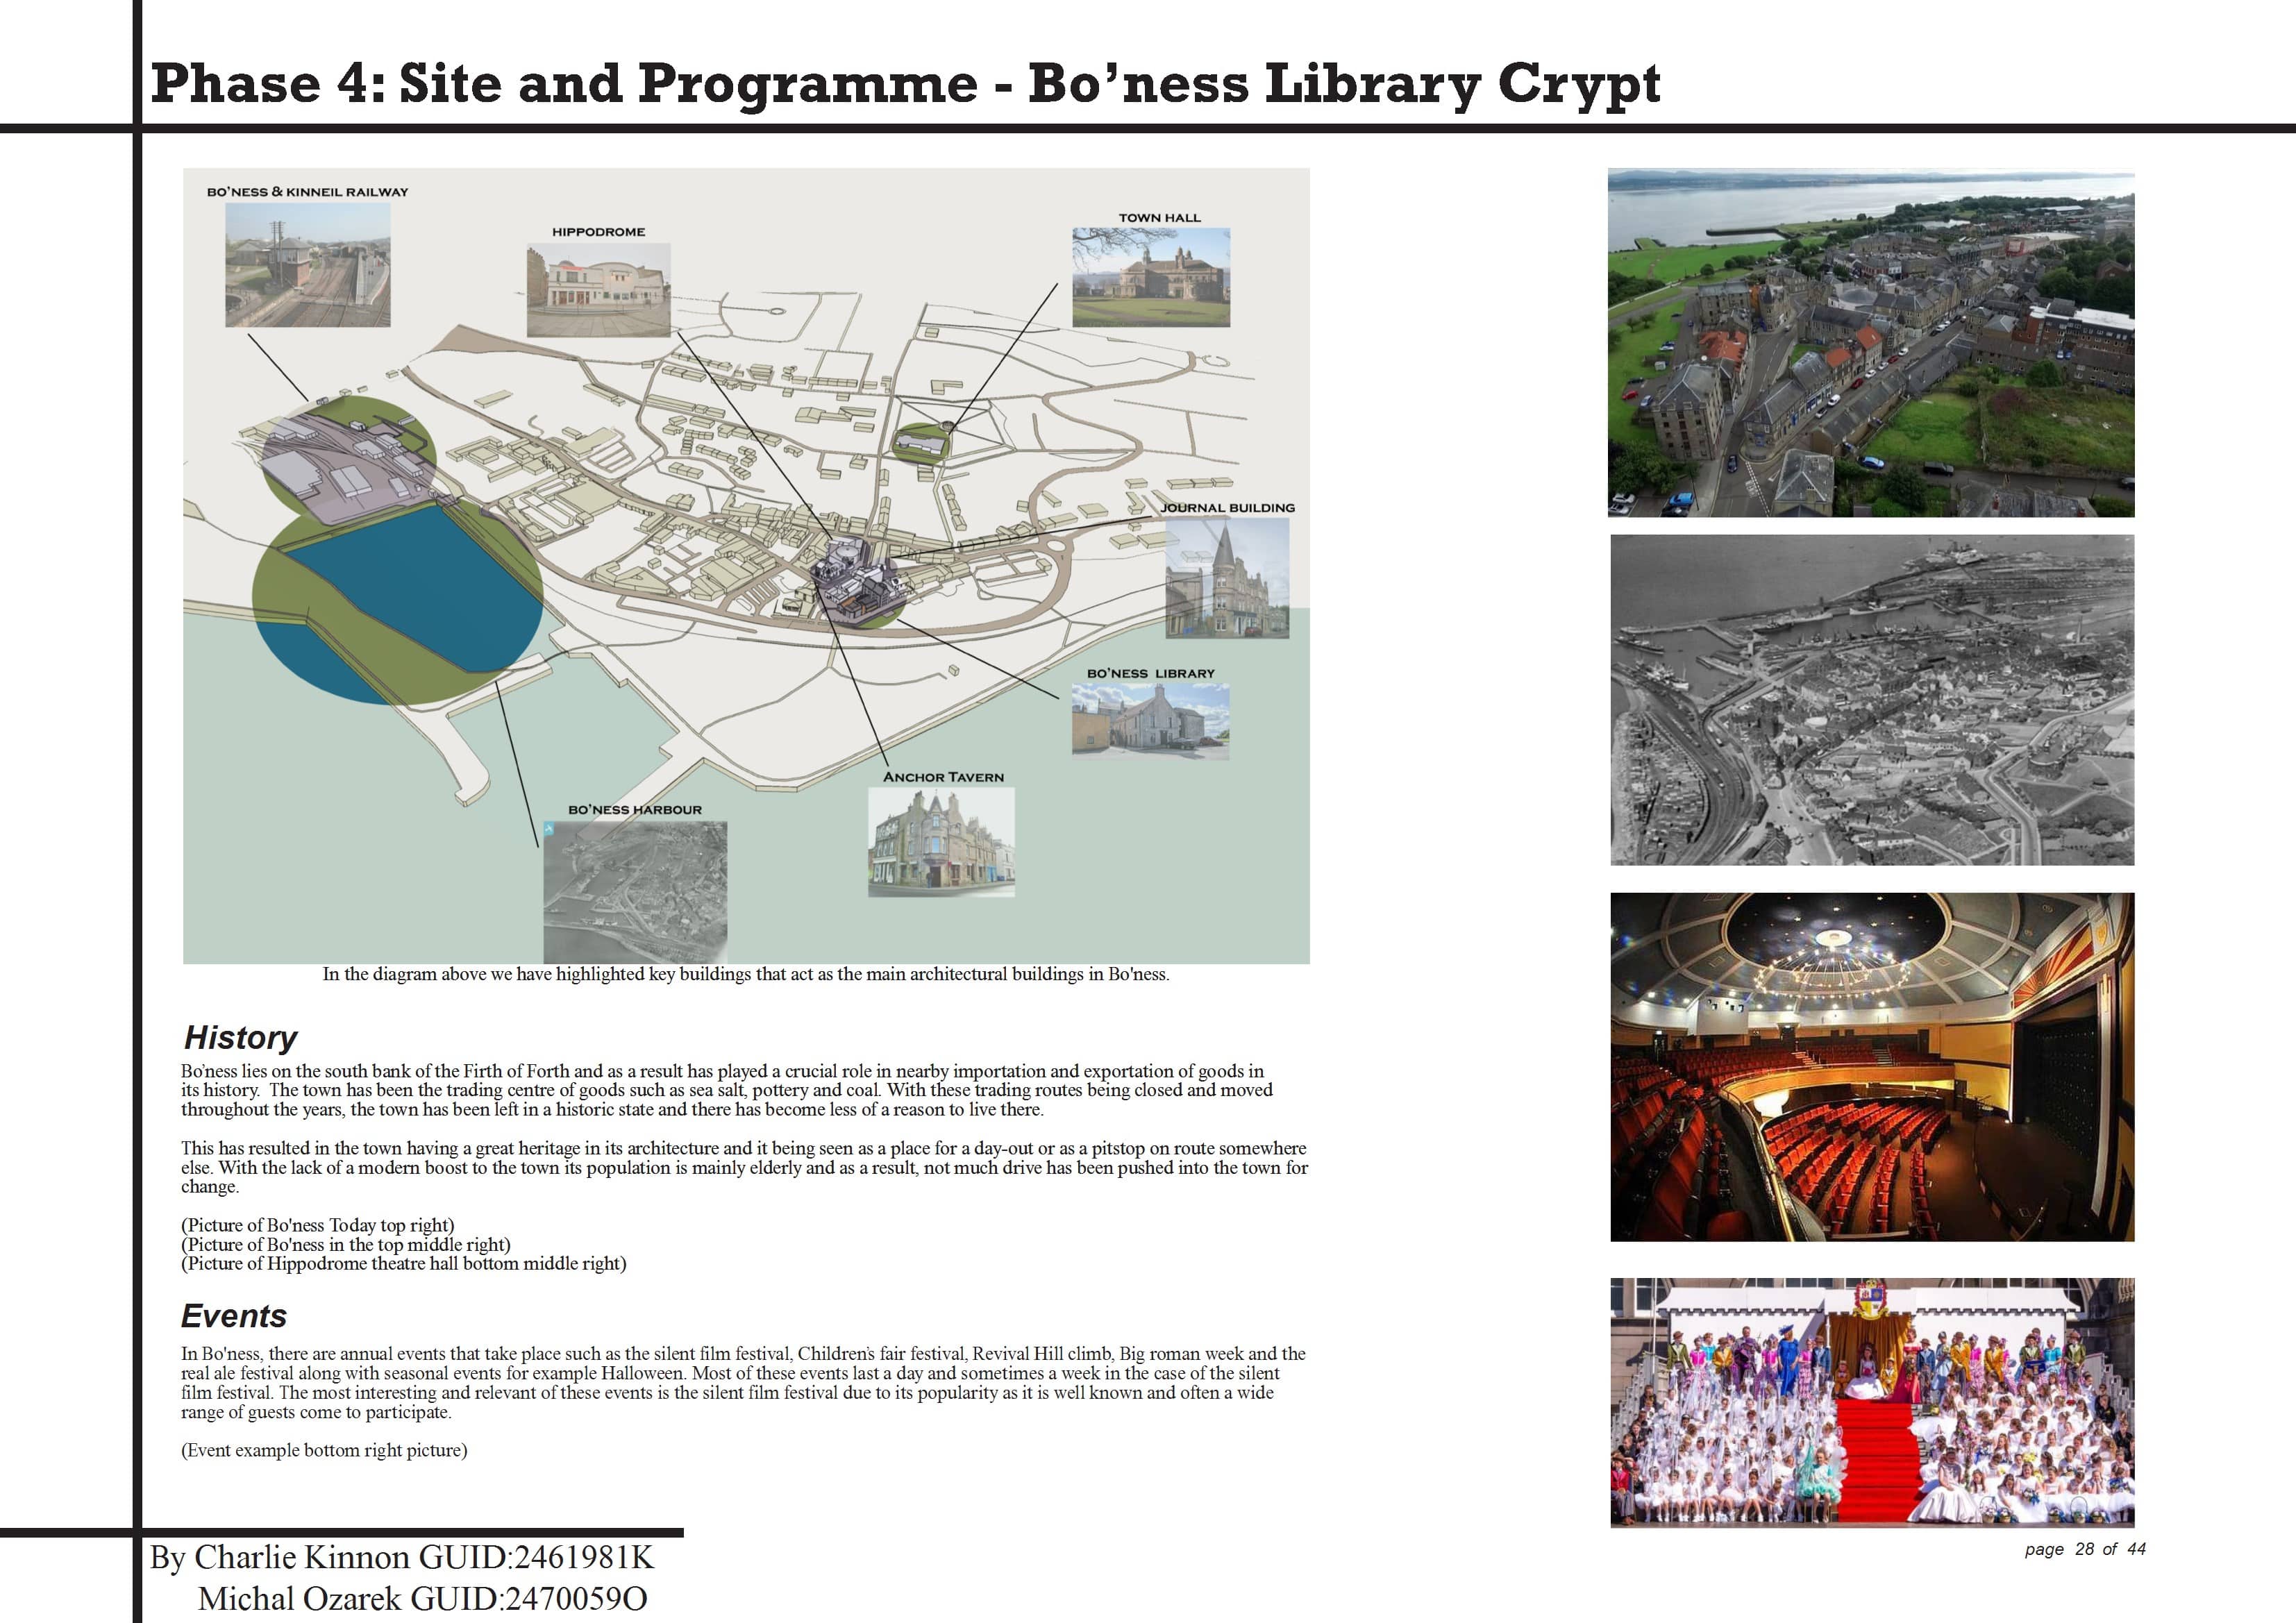 Phase 4: Site and Programme - Bo’ness Library Crypt
BO'NESS & KINNEIL RAILWAY
HIPPODROME
TOWN HALL
JOURNAL BUILDING
BO'NESS LIBRARY
ANCHOR TAVERN
BO'NESS HARBOUR
In the diagram above we have highlighted key buildings that act as the main architectural buildings in Bo'ness.
History
Bo’ness lies on the south bank of the Firth of Forth and as a result has played a crucial role in nearby importation and exportation of goods in
its history. The town has been the trading centre of goods such as sea salt, pottery and coal. With these trading routes being closed and moved
throughout the years, the town has been left in a historic state and there has become less of a reason to live there.
This has resulted in the town having a great heritage in its architecture and it being seen as a place for a day-out or as a pitstop on route somewhere
else. With the lack of a modern boost to the town its population is mainly elderly and as a result, not much drive has been pushed into the town for
change.
(Picture of Bo'ness Today top right)
(Picture of Bo'ness in the top middle right)
(Picture of Hippodrome theatre hall bottom middle right)
Events
In Bo'ness, there are annual events that take place such as the silent film festival, Children’s fair festival, Revival Hill climb, Big roman week and the
real ale festival along with seasonal events for example Halloween. Most of these events last a day and sometimes a week in the case of the silent
film festival. The most interesting and relevant of these events is the silent film festival due to its popularity as it is well known and often a wide
range of guests come to participate.
(Event example bottom right picture)
By Charlie Kinnon GUID:2461981K
Michal Ozarek GUID:2470059O
page 28 of 44